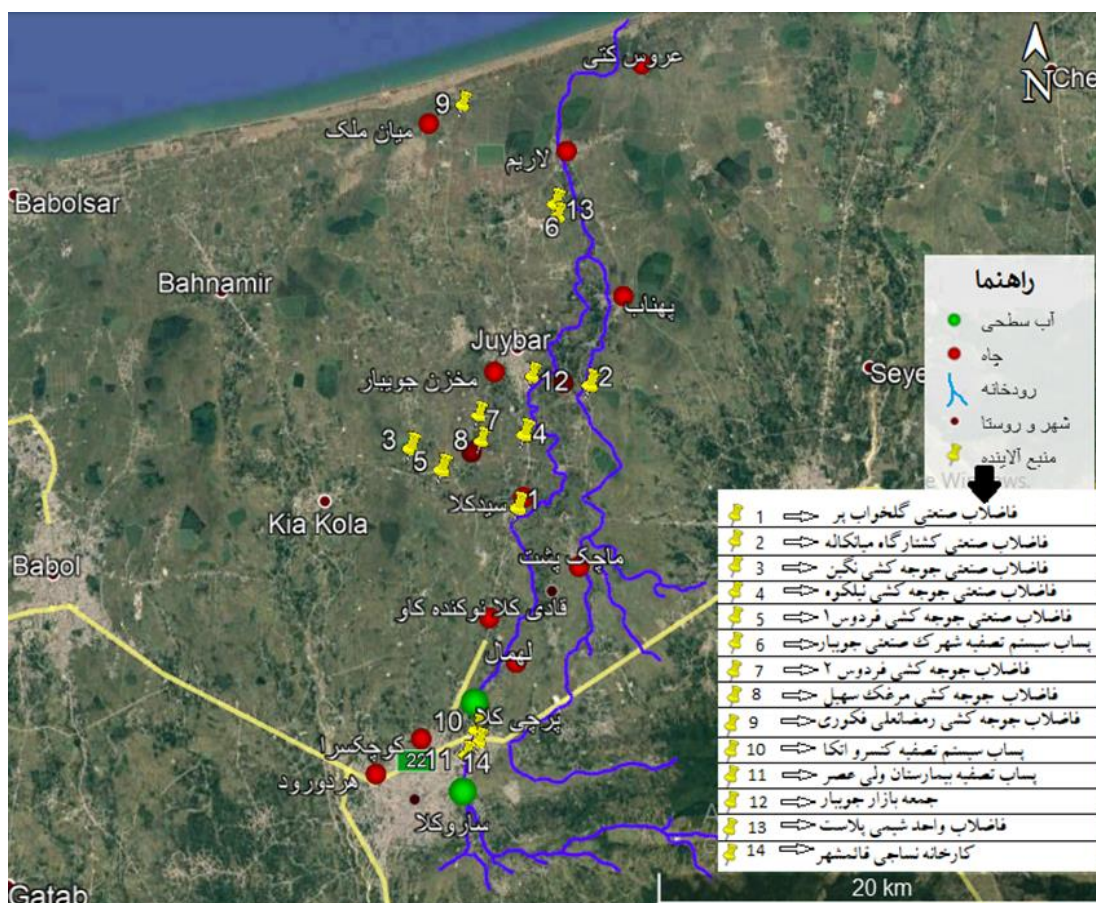 عروس کتی
Che
N
9
میان ملک
لاریم
Babolsar
13
6
Bahnamir
پهناب
Juybar
مخزن جویبار
12
2
Seye
7
4
3
8
5
1
سیدکلا
Kia Kola
ماچک پشت
Babol
قادی کلا نوکنده کاو
لهمال
پرچی کلا
10
کوچکسرا
11
22
14
هردورود
ساروکلا
Gatab
20 km
راهنما
آب سطحی
چاه
رودخانه
شهر و روستا
منبع آلاینده
Windows.
1 فاضلاب صنعتی گلخواب پر
2 فاضلاب صنعتی کشتارگاه میانکاله
3 فاضلاب صنعتی جوجه کشی نگین
4 فاضلاب صنعتی جوجه کشی نیلکوه
5 فاضلاب صنعتی جوجه کشی فردوس ۱
6 پساب سیستم تصفیه شهرک صنعتی جویبار
7 فاضلاب جوجه کشی فردوس ۲
8 فاضلاب جوجه کشی مرغک سهیل
9 فاضلاب جوجه کشی رمضانعلی فکوری
10 پساب سیستم تصفیه کنسرو اتکا
11 پساب تصفیه بیمارستان ولی عصر
12 جمعه بازار جویبار
13 فاضلاب واحد شیمی پلاست
14 کارخانه نساجی قائمشهر